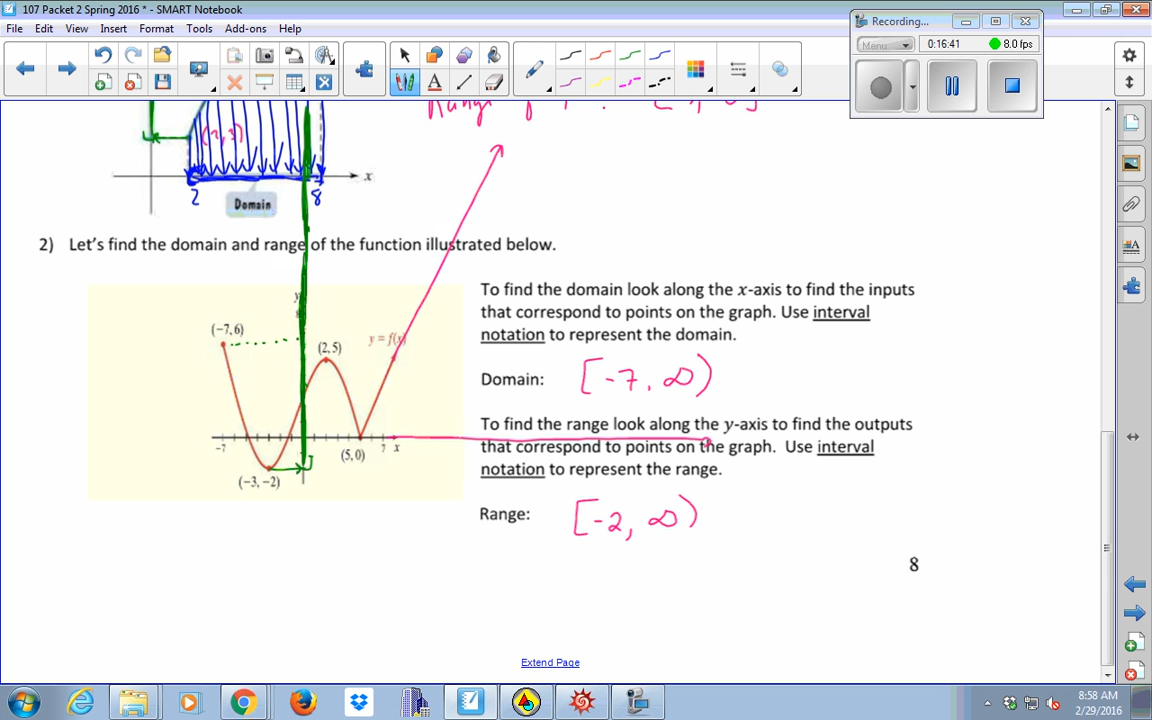 107 Packet 2 Spring 2016 * - SMART Notebook
File Edit View Insert Format Tools Add-ons Help
Recording...
Menu
0:16:41
8.0 fps
Range of
(2,3)
x
2
8
Domain
2) Let's find the domain and range of the function illustrated below.
y
(-7, 6)
(2, 5)
y = f(x)
-7
7
x
(5, 0)
(-3, -2)
To find the domain look along the x-axis to find the inputs
that correspond to points on the graph. Use interval
notation to represent the domain.
Domain: [-7, ∞)
To find the range look along the y-axis to find the outputs
that correspond to points on the graph. Use interval
notation to represent the range.
Range: [-2, ∞)
8
Extend Page
8:58 AM
2/29/2016